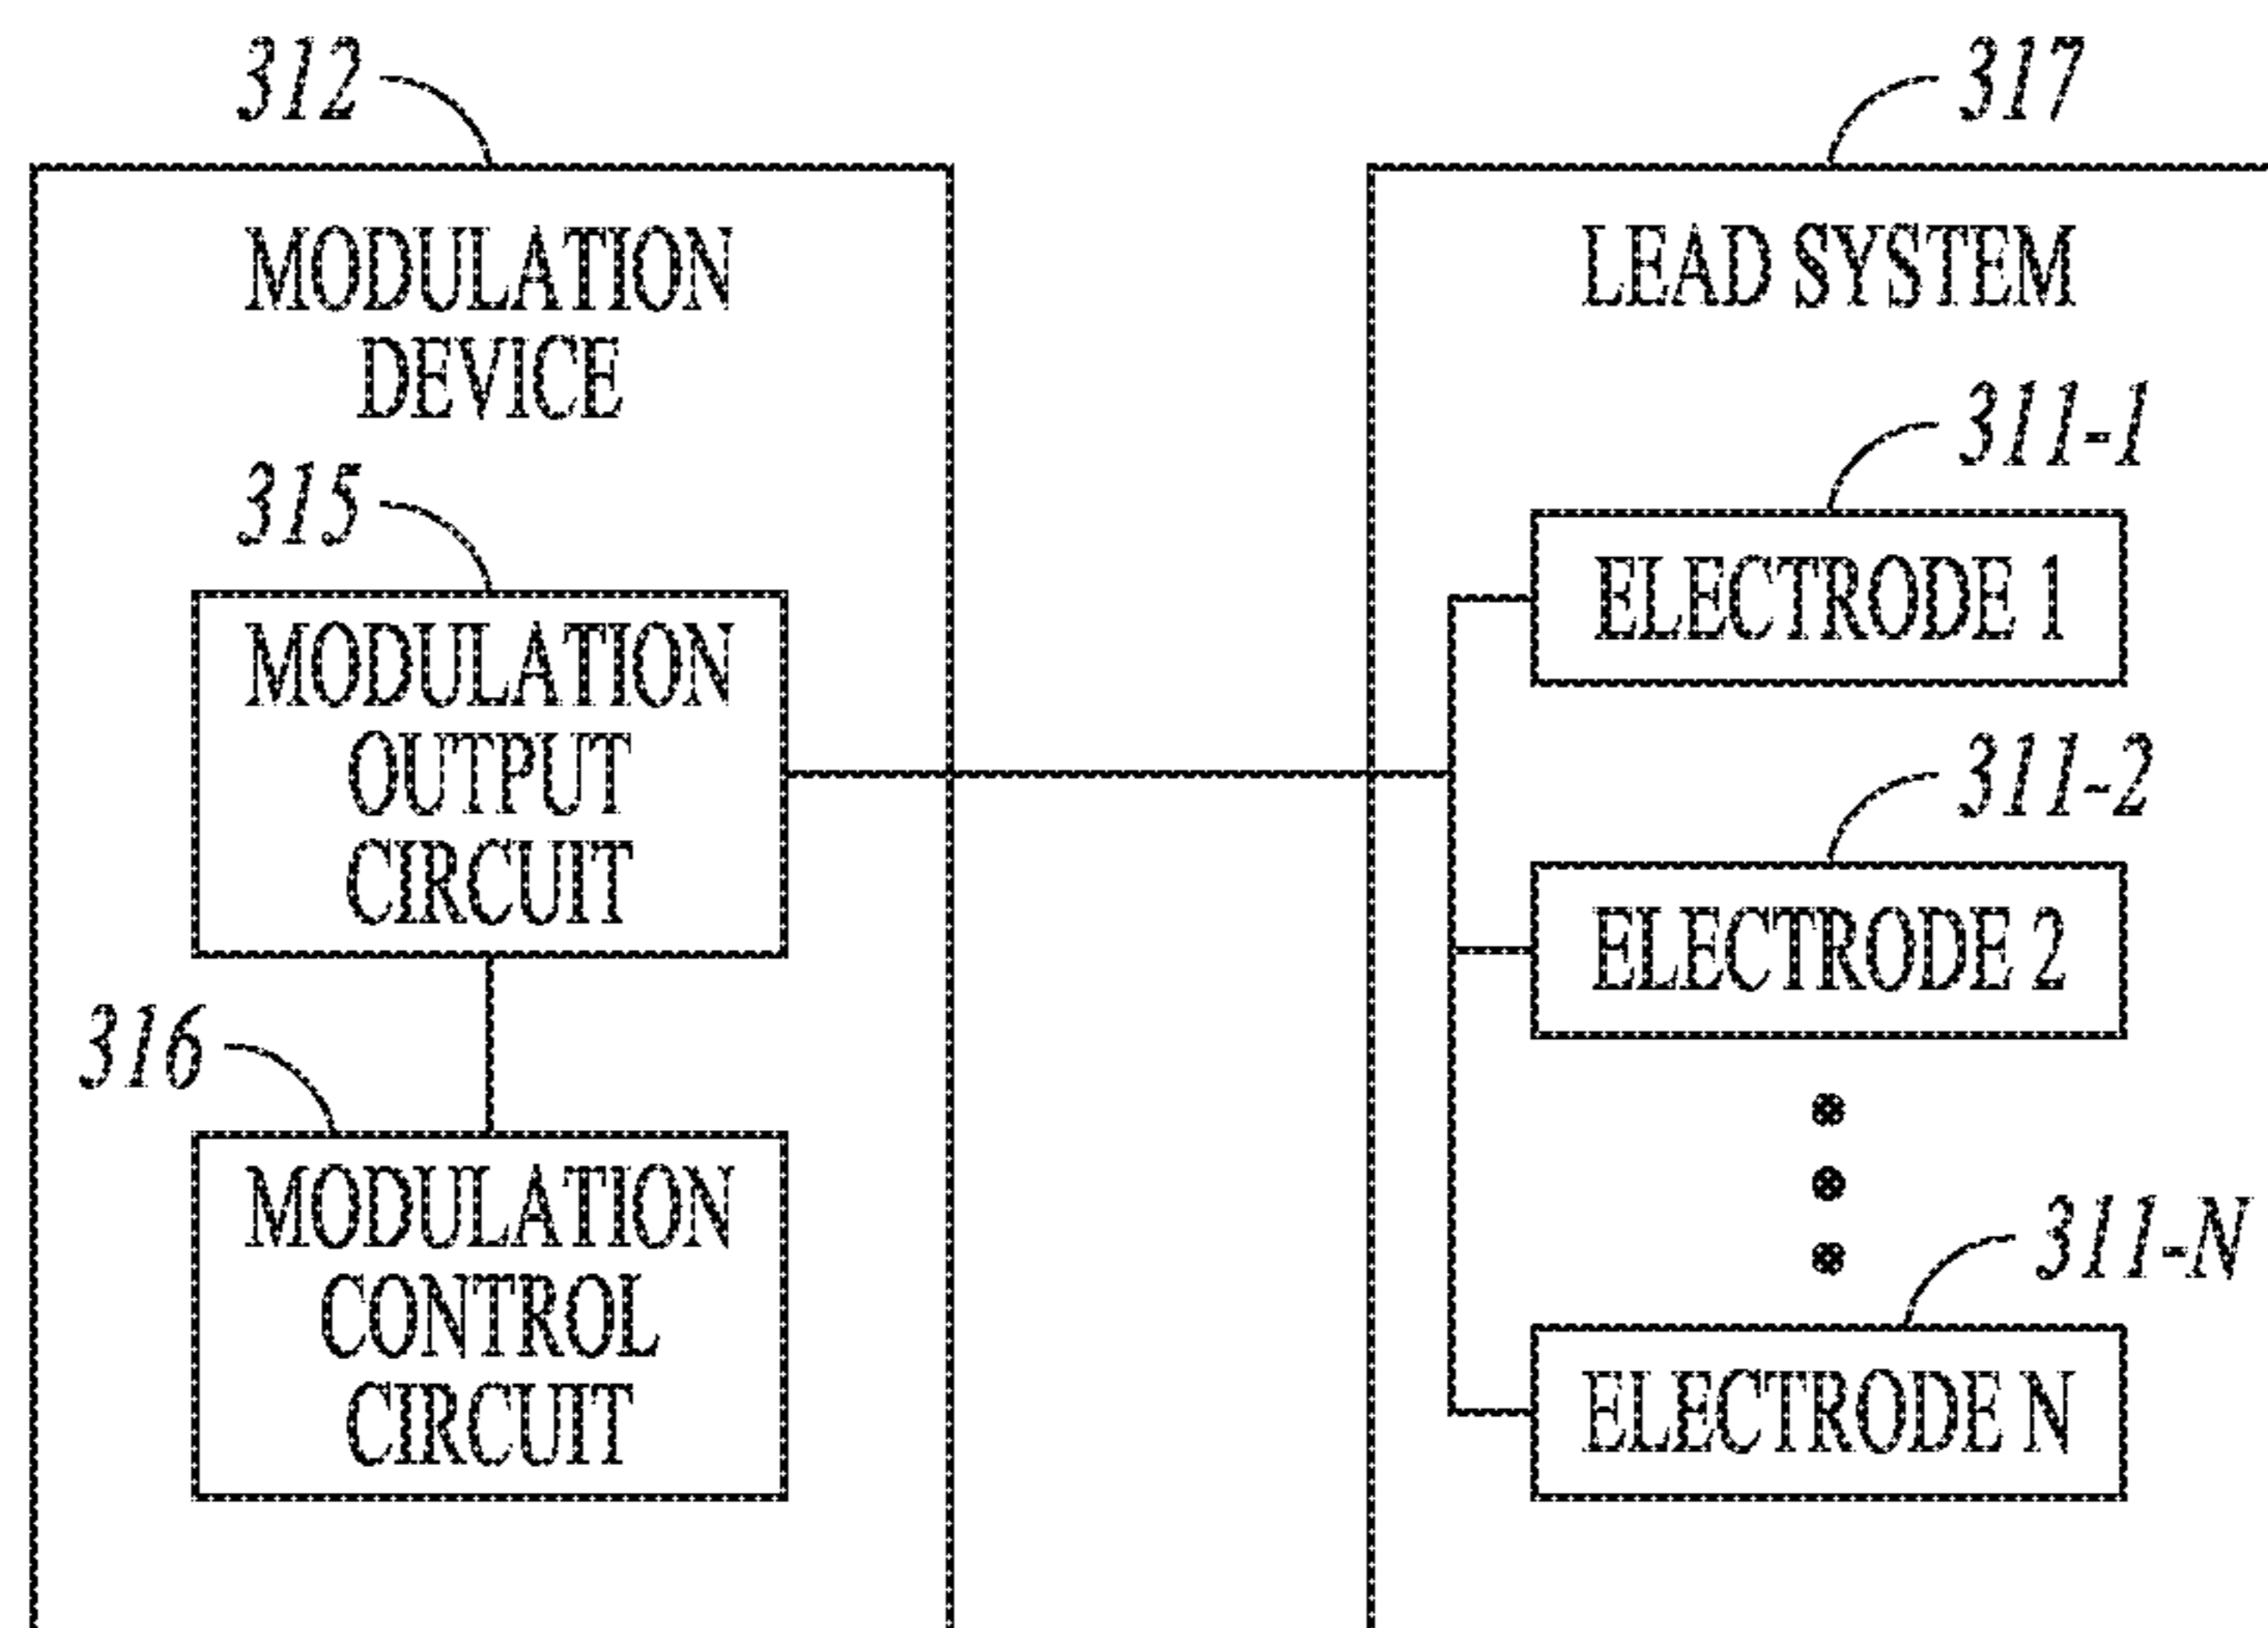 312
MODULATION
DEVICE
315
MODULATION
OUTPUT
CIRCUIT
316
MODULATION
CONTROL
CIRCUIT
317
LEAD SYSTEM
311-1
ELECTRODE 1
311-2
ELECTRODE 2
311-N
ELECTRODE N